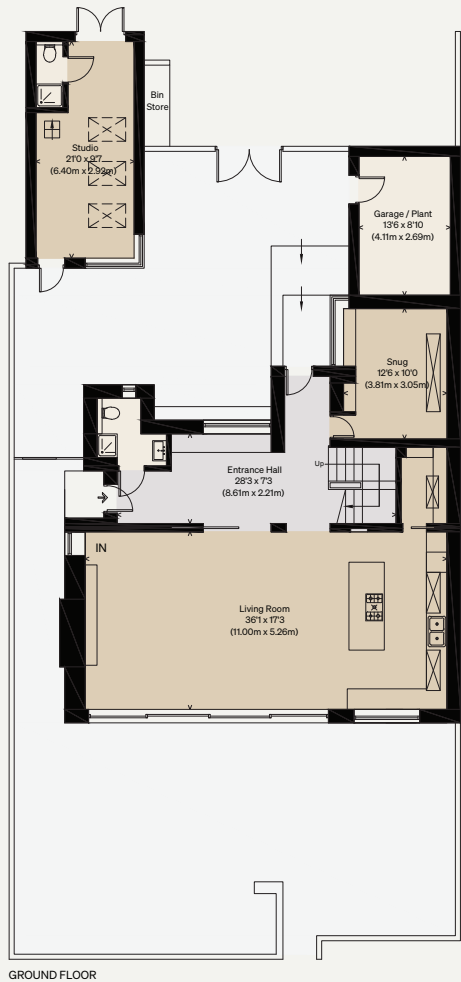 Bin
Store
Studio
21'0 x 9'7
(6.40m x 2.92m)
Garage / Plant
13'6 x 8'10
(4.11m x 2.69m)
Snug
12'6 x 10'0
(3.81m x 3.05m)
Entrance Hall
28'3 x 7'3
(8.61m x 2.21m)
Up
IN
Living Room
36'1 x 17'3
(11.00m x 5.26m)
GROUND FLOOR